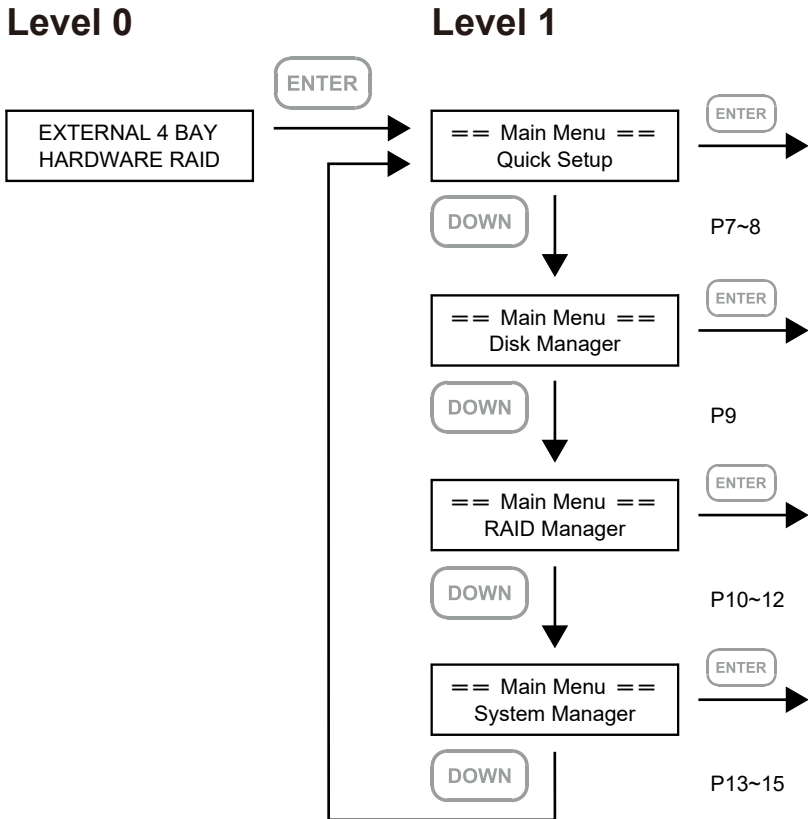 Level 0
Level 1
ENTER
EXTERNAL 4 BAY
HARDWARE RAID
== Main Menu ==
Quick Setup
ENTER
DOWN
P7~8
== Main Menu ==
Disk Manager
ENTER
DOWN
P9
== Main Menu ==
RAID Manager
ENTER
DOWN
P10~12
== Main Menu ==
System Manager
ENTER
DOWN
P13~15